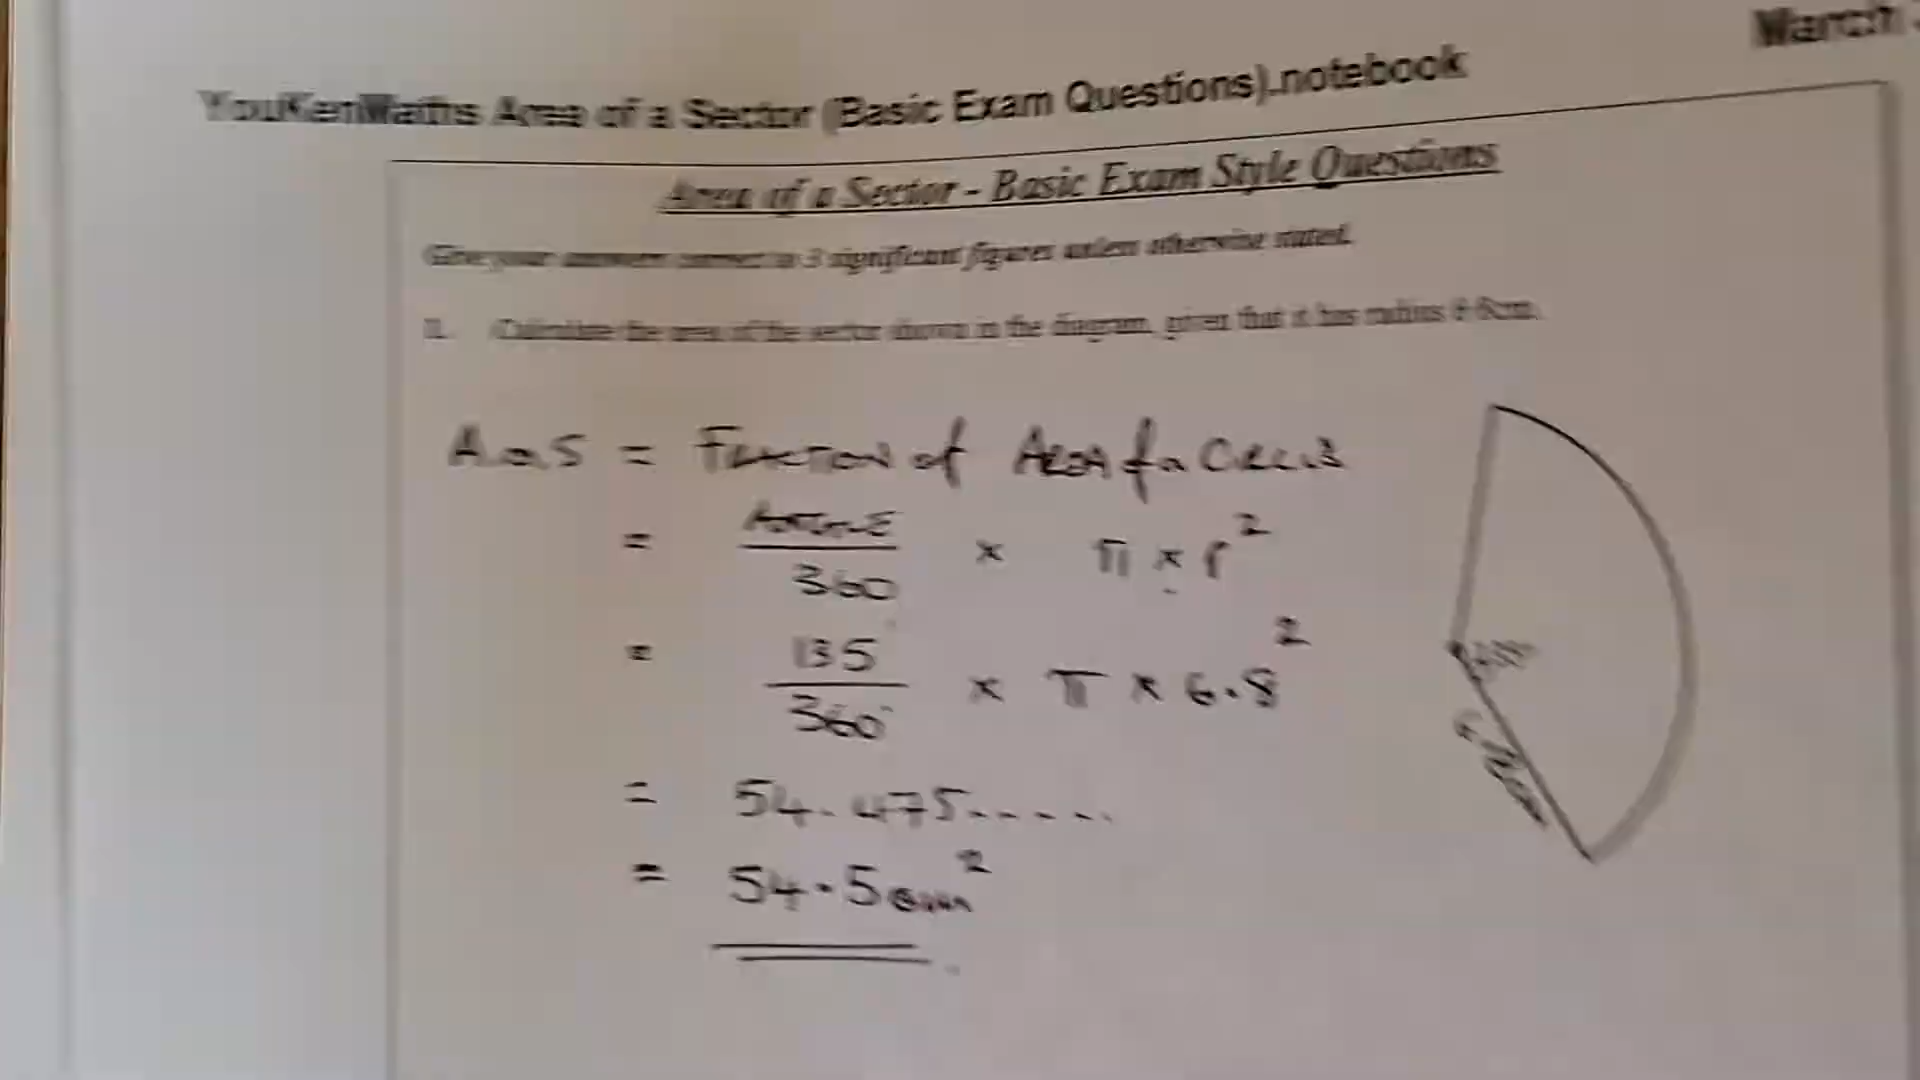 March
YouKenMaths Area of a Sector (Basic Exam Questions).notebook
Area of a Sector - Basic Exam Style Questions
Give your answers correct to 3 significant figures unless otherwise stated.
1. Calculate the area of the sector shown in the diagram, given that it has radius 6·8cm.
A.o.S = Fraction of Area of a Circle
= ANGLE/360 × π × r²
= 135/360 × π × 6.8²
= 54.475......
= 54.5cm²
135°